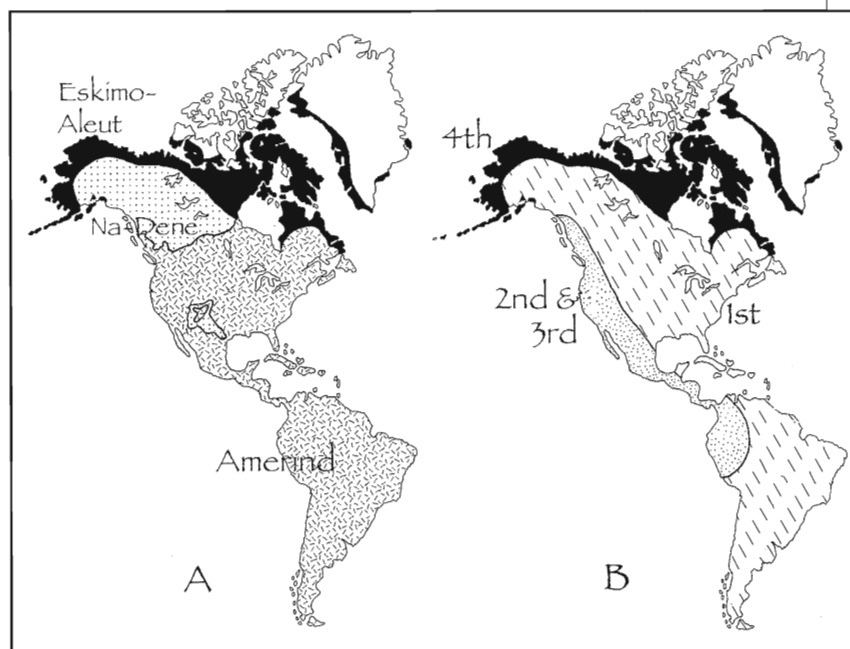 Eskimo-
Aleut
Na-Dene
Amerind
A
4th
2nd &
3rd
1st
B